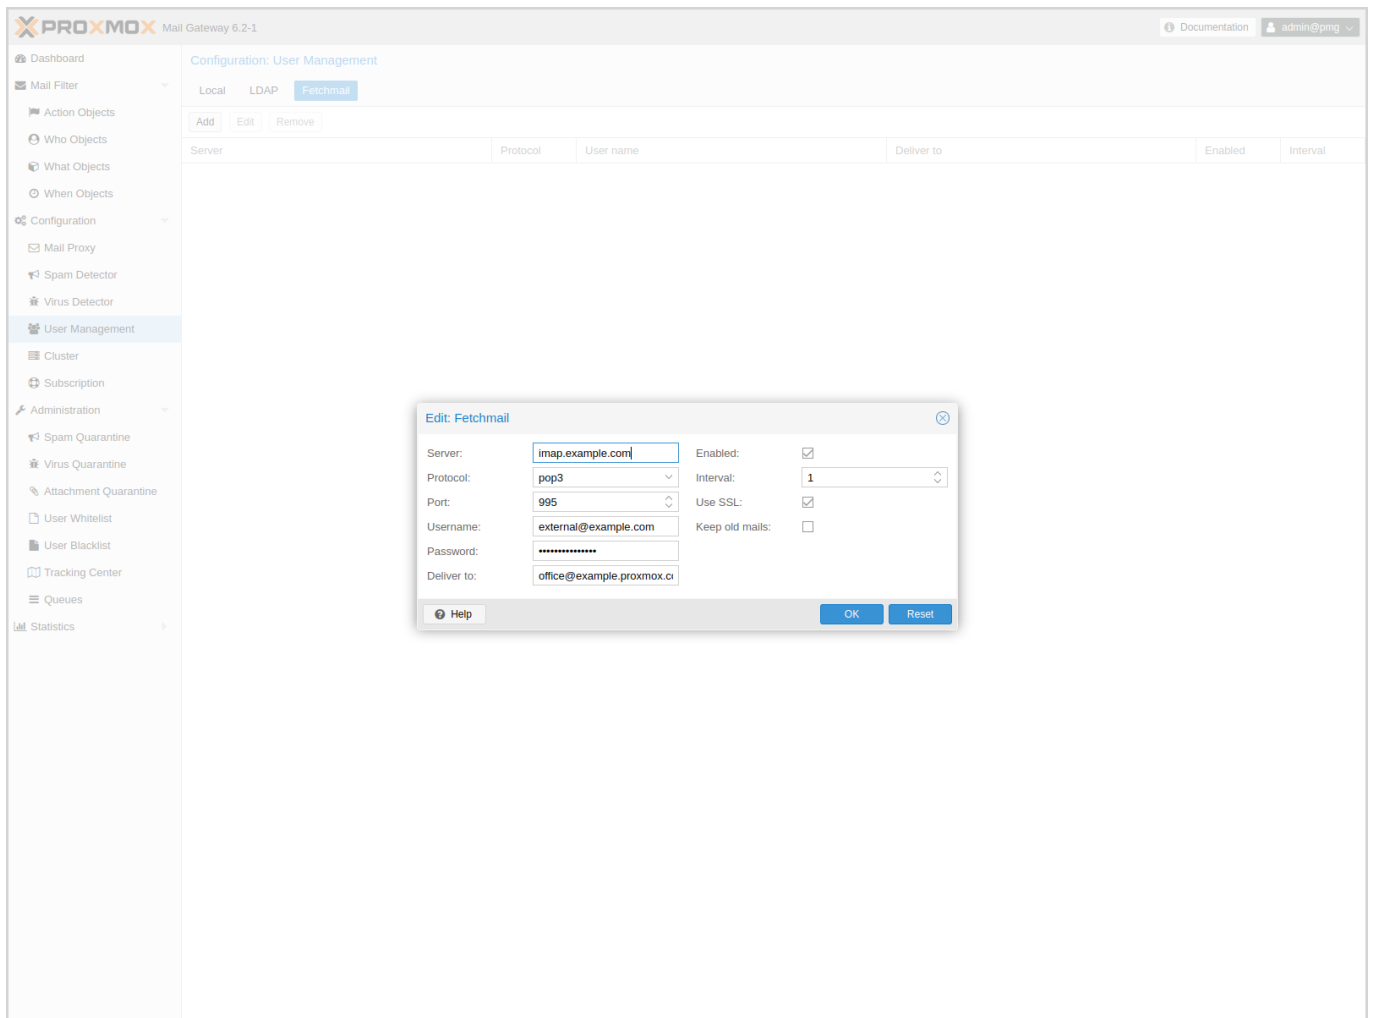 PROXMOX Mail Gateway 6.2-1
Documentation
admin@pmg
Dashboard
Mail Filter
Action Objects
Who Objects
What Objects
When Objects
Configuration
Mail Proxy
Spam Detector
Virus Detector
User Management
Cluster
Subscription
Administration
Spam Quarantine
Virus Quarantine
Attachment Quarantine
User Whitelist
User Blacklist
Tracking Center
Queues
Statistics
Configuration: User Management
Local LDAP Fetchmail
Add Edit Remove
Server Protocol User name Deliver to Enabled Interval
Edit: Fetchmail
Server: imap.example.com
Protocol: pop3
Port: 995
Username: external@example.com
Password: •••••••••••••••
Deliver to: office@example.proxmox.c
Enabled:
Interval: 1
Use SSL:
Keep old mails:
Help
OK
Reset